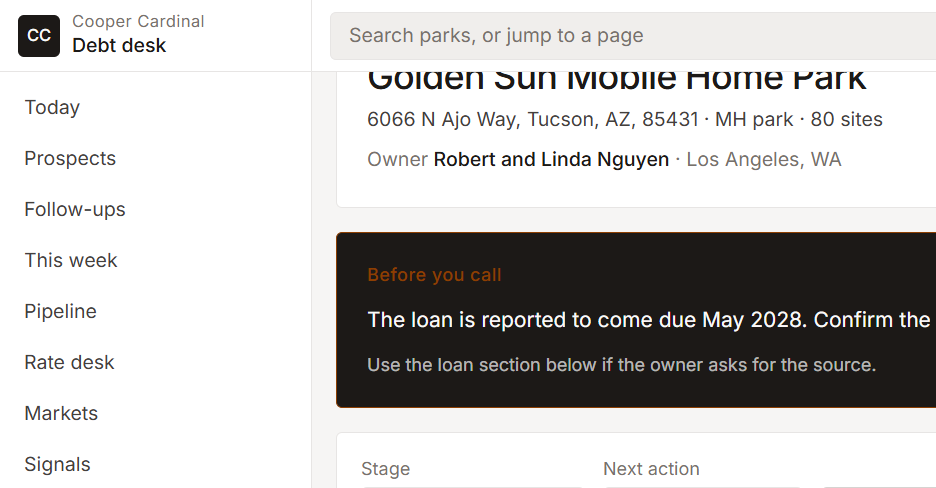 CC
Cooper Cardinal
Debt desk
Search parks, or jump to a page
Today
Prospects
Follow-ups
This week
Pipeline
Rate desk
Markets
Signals
Golden Sun Mobile Home Park
6066 N Ajo Way, Tucson, AZ, 85431 · MH park · 80 sites
Owner Robert and Linda Nguyen · Los Angeles, WA
Before you call
The loan is reported to come due May 2028. Confirm the
Use the loan section below if the owner asks for the source.
Stage
Next action